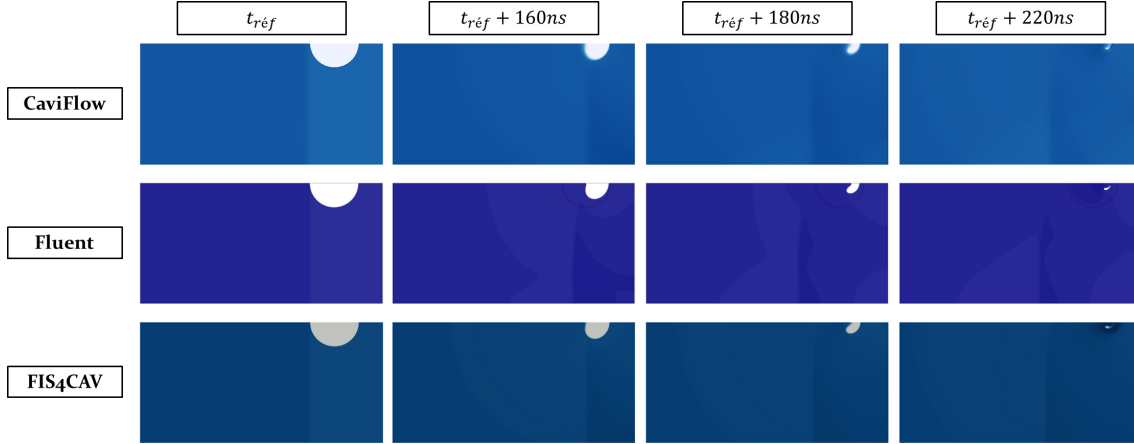 t_réf
t_réf + 160ns
t_réf + 180ns
t_réf + 220ns
CaviFlow
Fluent
FIS4CAV